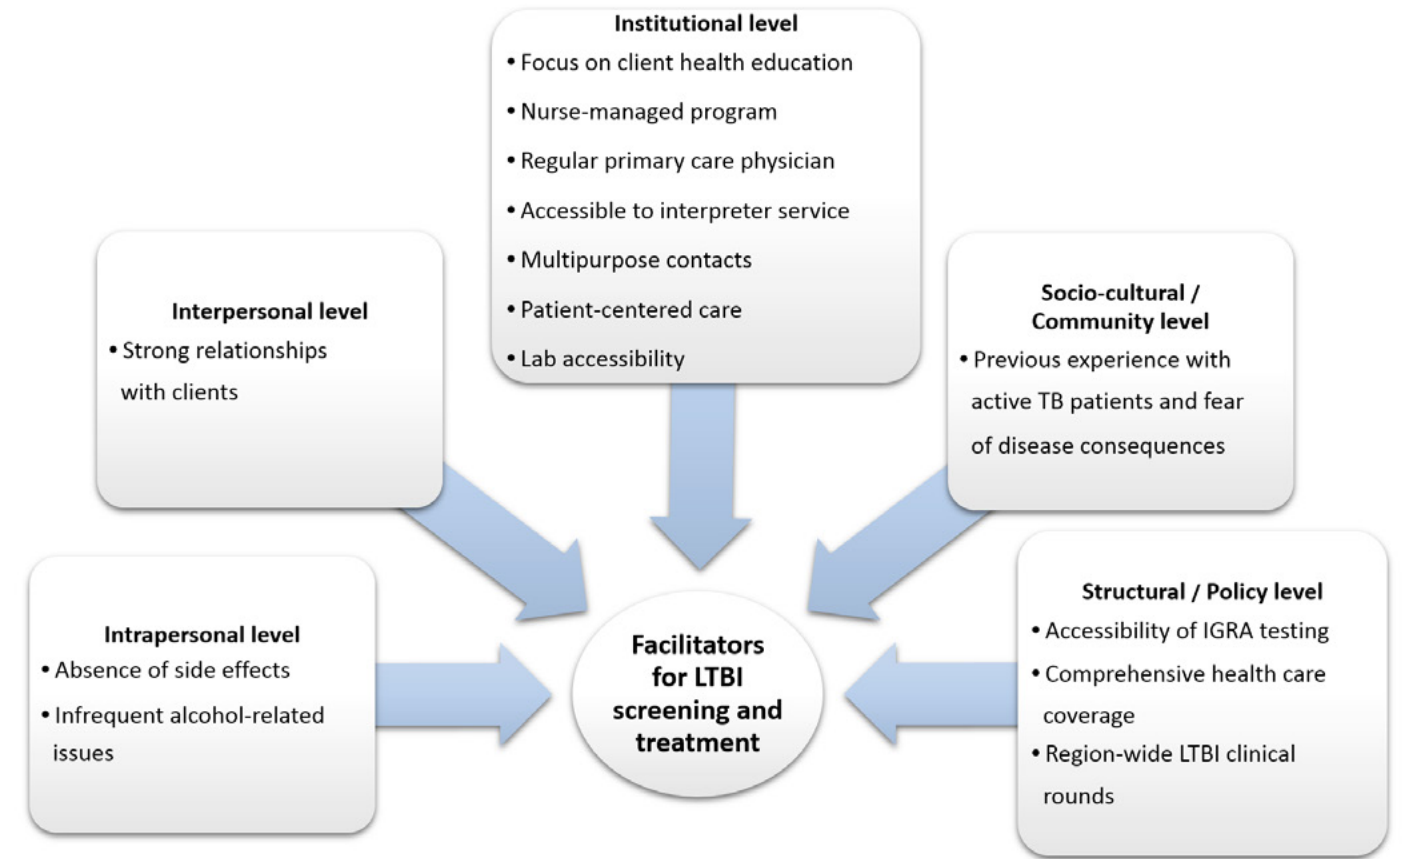 Institutional level
• Focus on client health education
• Nurse-managed program
• Regular primary care physician
• Accessible to interpreter service
• Multipurpose contacts
• Patient-centered care
• Lab accessibility
Interpersonal level
• Strong relationships
with clients
Socio-cultural /
Community level
• Previous experience with
active TB patients and fear
of disease consequences
Intrapersonal level
• Absence of side effects
• Infrequent alcohol-related
issues
Facilitators
for LTBI
screening and
treatment
Structural / Policy level
• Accessibility of IGRA testing
• Comprehensive health care
coverage
• Region-wide LTBI clinical
rounds